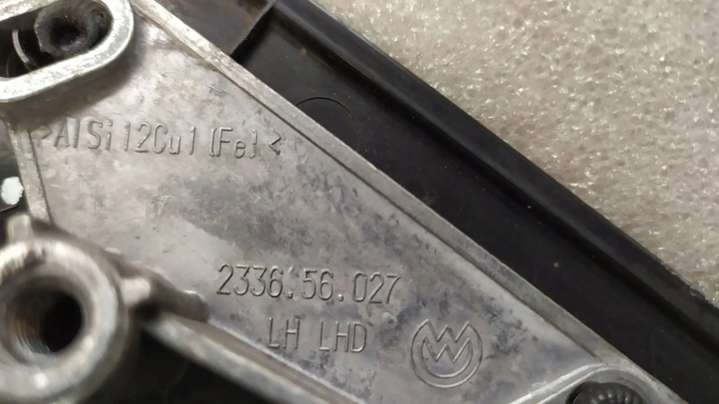 >AlSi12Cu1(Fe)<
2336.56.027
LH LHD